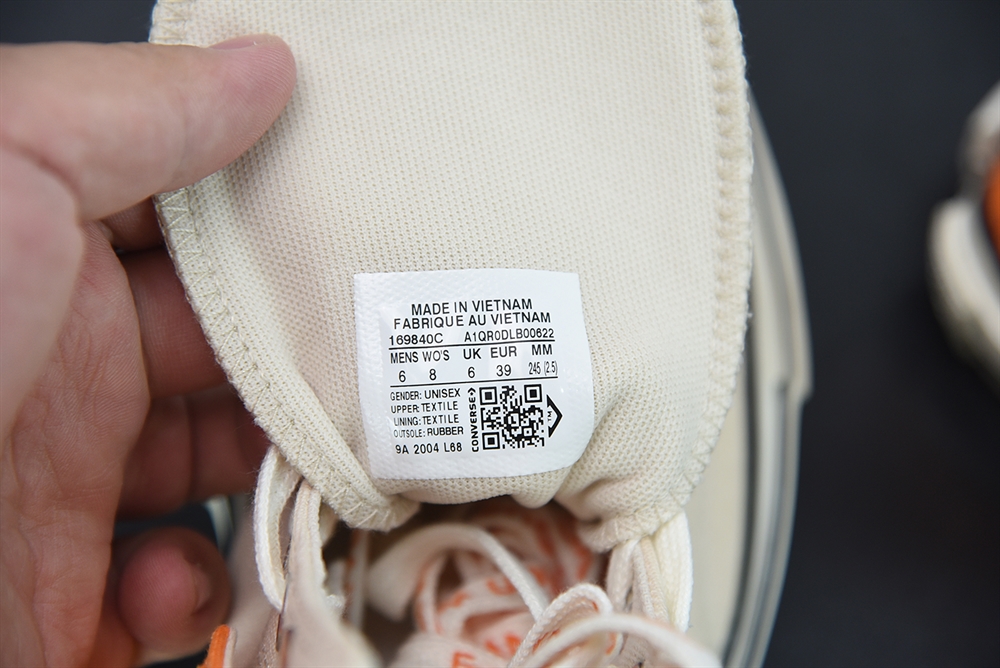 MADE IN VIETNAM
FABRIQUE AU VIETNAM
169840C A1QR0DLB00622
MENS WO'S UK EUR MM
6 8 6 39 245 (2.5)
GENDER: UNISEX
UPPER: TEXTILE
LINING: TEXTILE
OUTSOLE: RUBBER
9A 2004 L68
CONVERSE
TM